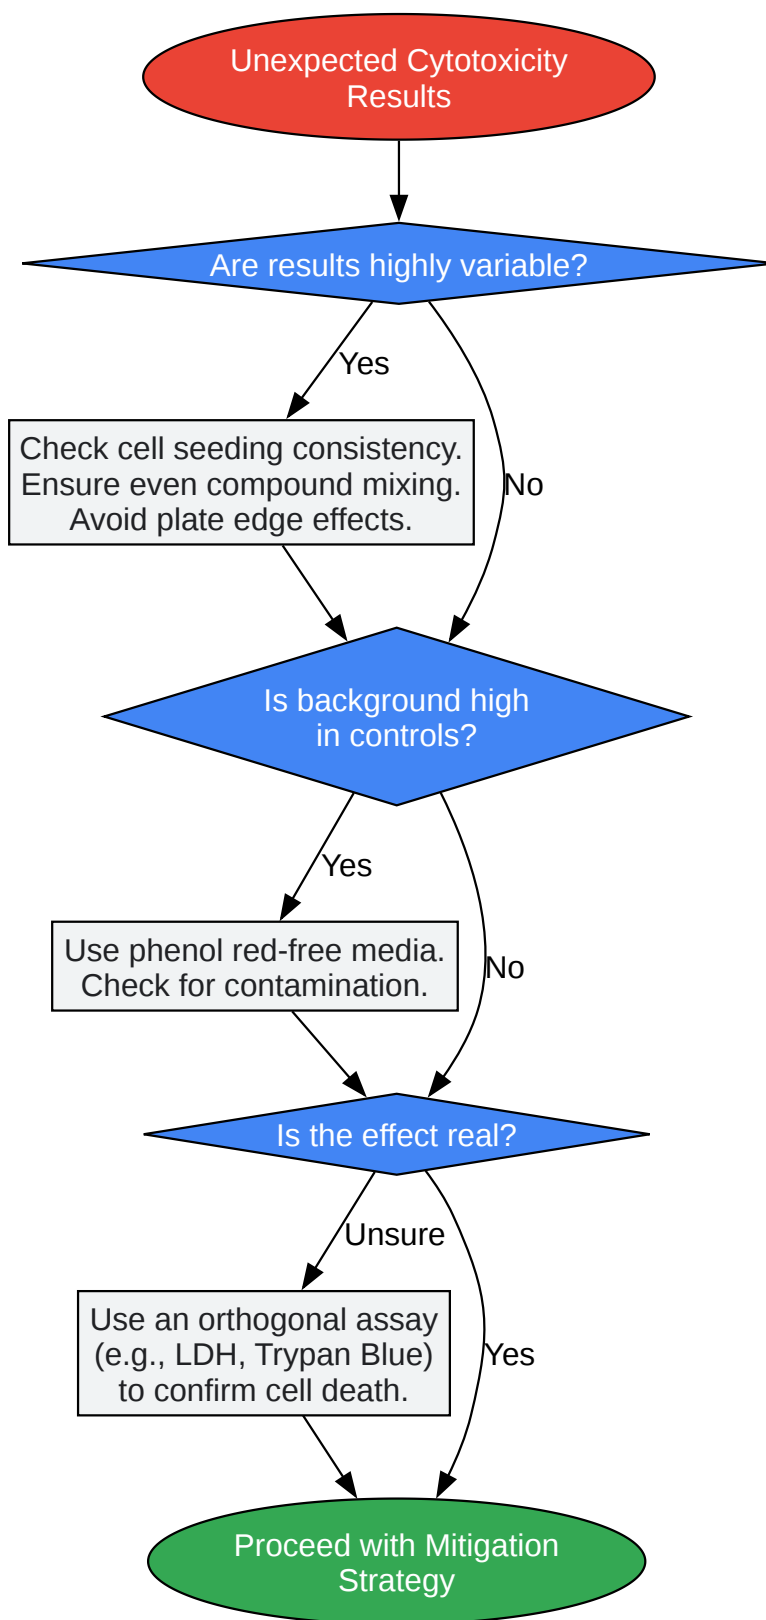 Unexpected Cytotoxicity
Results
Are results highly variable?
Yes
Check cell seeding consistency.
Ensure even compound mixing.
Avoid plate edge effects.
No
Is background high
in controls?
Yes
Use phenol red-free media.
Check for contamination.
No
Is the effect real?
Unsure
Use an orthogonal assay
(e.g., LDH, Trypan Blue)
to confirm cell death.
Yes
Proceed with Mitigation
Strategy